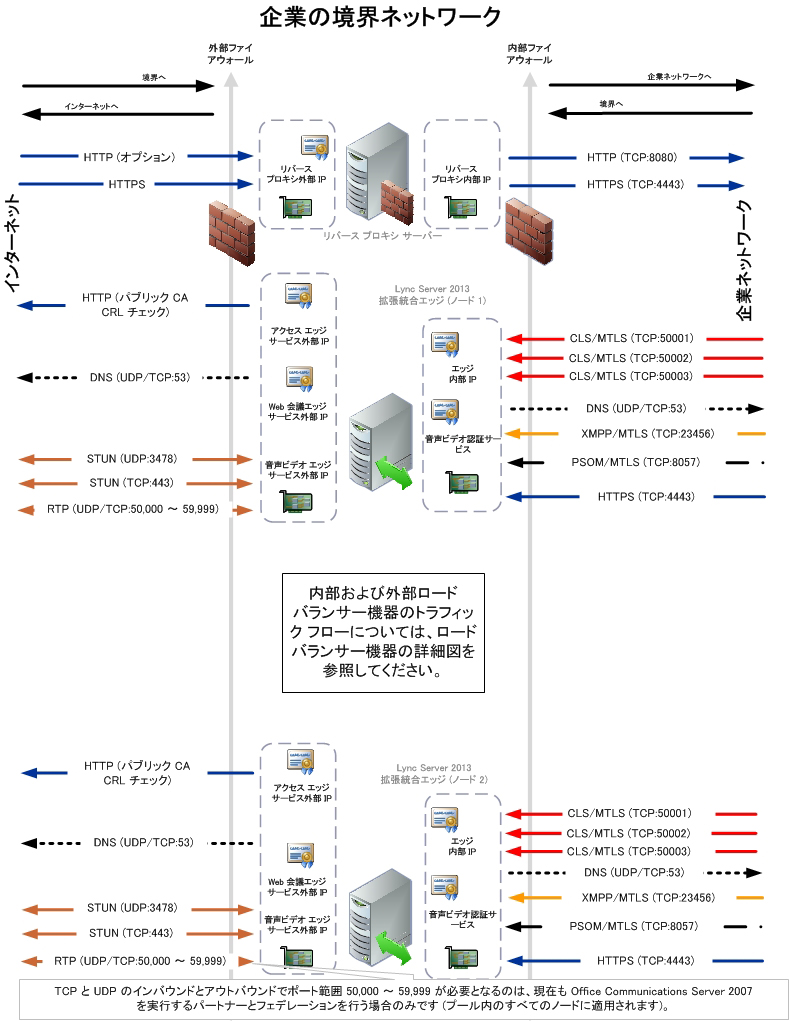 企業の境界ネットワーク
外部ファイ
アウォール
内部ファイ
アウォール
境界へ
企業ネットワークへ
インターネットへ
境界へ
HTTP (オプション)
HTTPS
リバース
プロキシ外部 IP
リバース
プロキシ内部 IP
HTTP (TCP:8080)
HTTPS (TCP:4443)
リバース プロキシ サーバー
インターネット
企業ネットワーク
Lync Server 2013
拡張統合エッジ (ノード 1)
HTTP (パブリック CA
CRL チェック)
DNS (UDP/TCP:53)
STUN (UDP:3478)
STUN (TCP:443)
RTP (UDP/TCP:50,000 ～ 59,999)
アクセス エッジ
サービス外部 IP
Web 会議エッジ
サービス外部 IP
音声ビデオ エッジ
サービス外部 IP
エッジ
内部 IP
音声ビデオ認証サー
ビス
CLS/MTLS (TCP:50001)
CLS/MTLS (TCP:50002)
CLS/MTLS (TCP:50003)
DNS (UDP/TCP:53)
XMPP/MTLS (TCP:23456)
PSOM/MTLS (TCP:8057)
HTTPS (TCP:4443)
内部および外部ロード
バランサー機器のトラフィッ
ク フローについては、ロード
バランサー機器の詳細図を
参照してください。
Lync Server 2013
拡張統合エッジ (ノード 2)
HTTP (パブリック CA
CRL チェック)
DNS (UDP/TCP:53)
STUN (UDP:3478)
STUN (TCP:443)
RTP (UDP/TCP:50,000 ～ 59,999)
アクセス エッジ
サービス外部 IP
Web 会議エッジ
サービス外部 IP
音声ビデオ エッジ
サービス外部 IP
エッジ
内部 IP
音声ビデオ認証サー
ビス
CLS/MTLS (TCP:50001)
CLS/MTLS (TCP:50002)
CLS/MTLS (TCP:50003)
DNS (UDP/TCP:53)
XMPP/MTLS (TCP:23456)
PSOM/MTLS (TCP:8057)
HTTPS (TCP:4443)
TCP と UDP のインバウンドとアウトバウンドでポート範囲 50,000 ～ 59,999 が必要となるのは、現在も Office Communications Server 2007
を実行するパートナーとフェデレーションを行う場合のみです (プール内のすべてのノードに適用されます)。